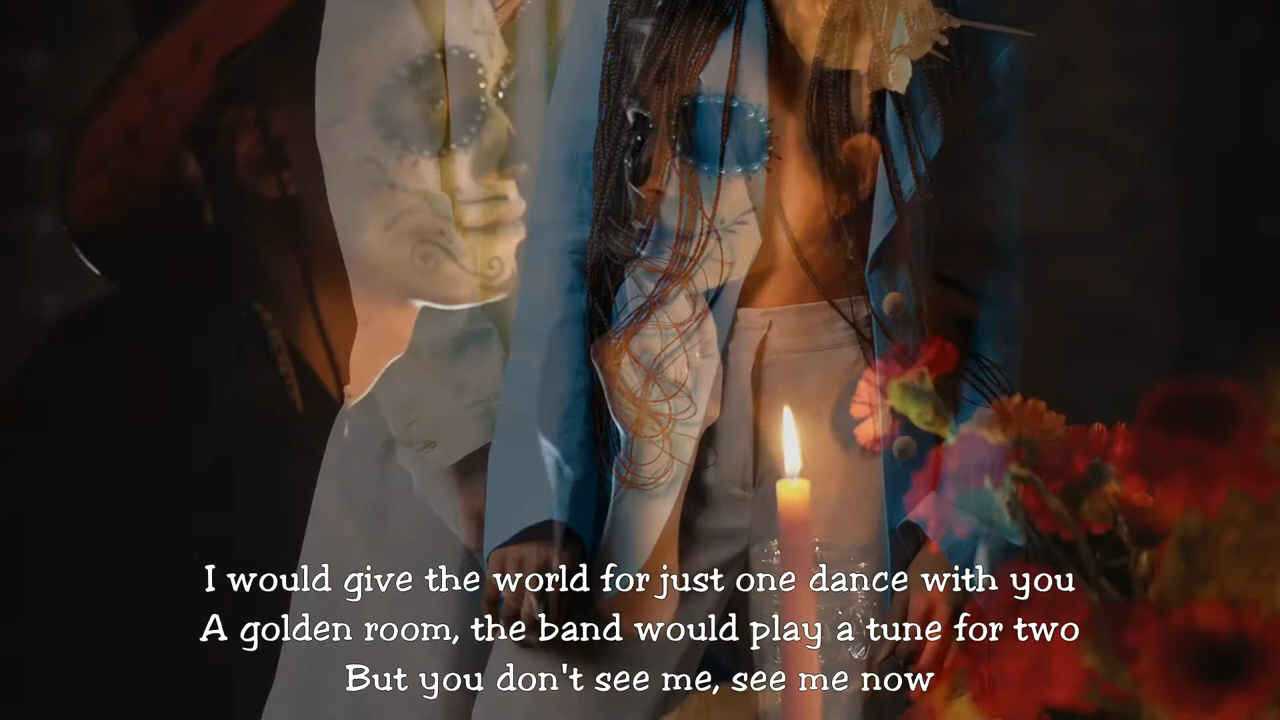 I would give the world for just one dance with you
A golden room, the band would play a tune for two
But you don't see me, see me now